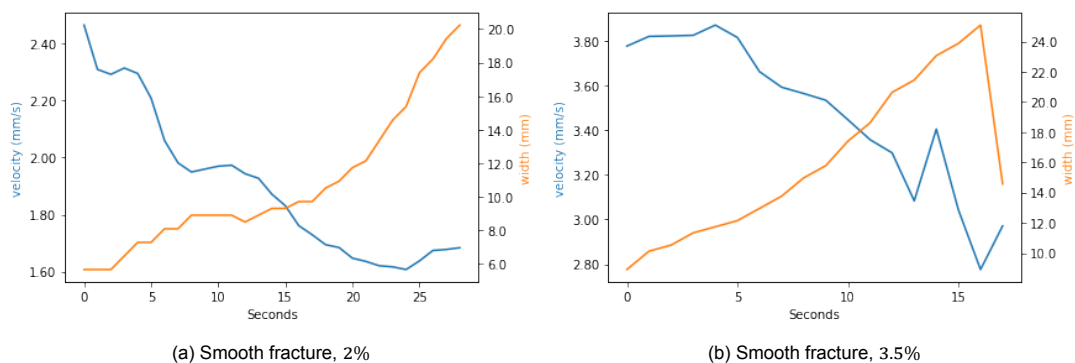 2.40
2.20
2.00
1.80
1.60
velocity (mm/s)
20.0
18.0
16.0
14.0
12.0
10.0
8.0
6.0
width (mm)
0 5 10 15 20 25
Seconds
(a) Smooth fracture, 2%
3.80
3.60
3.40
3.20
3.00
2.80
velocity (mm/s)
24.0
22.0
20.0
18.0
16.0
14.0
12.0
10.0
width (mm)
0 5 10 15
Seconds
(b) Smooth fracture, 3.5%